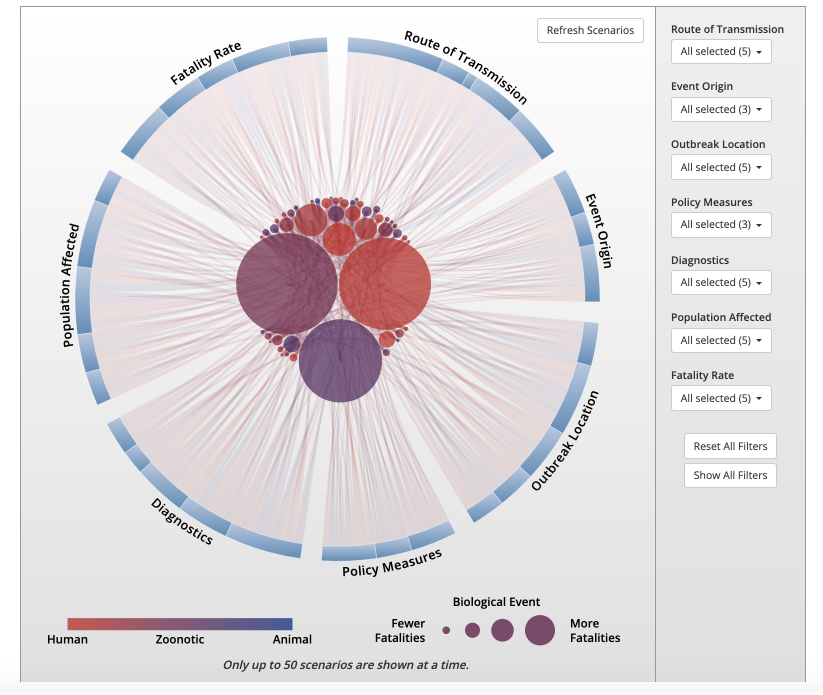 Refresh Scenarios
Fatality Rate
Route of Transmission
Event Origin
Outbreak Location
Policy Measures
Diagnostics
Population Affected
Human
Zoonotic
Animal
Biological Event
Fewer
Fatalities
More
Fatalities
Only up to 50 scenarios are shown at a time.
Route of Transmission
All selected (5)
Event Origin
All selected (3)
Outbreak Location
All selected (5)
Policy Measures
All selected (3)
Diagnostics
All selected (5)
Population Affected
All selected (5)
Fatality Rate
All selected (5)
Reset All Filters
Show All Filters